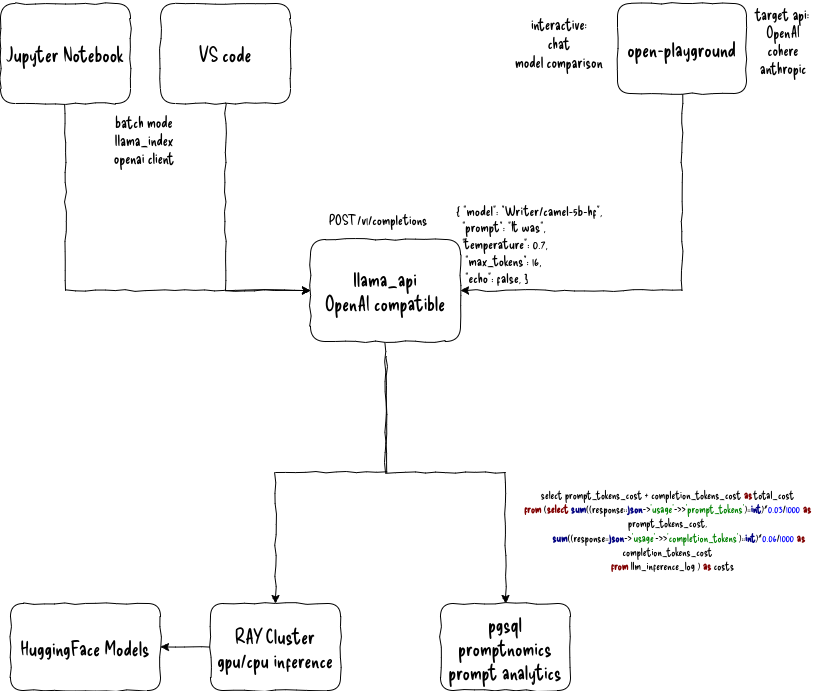 Jupyter Notebook
VS code
interactive:
chat
model comparison
open-playground
target api:
OpenAI
cohere
anthropic
batch mode
llama_index
openai client
POST /v1/completions
{ "model": "Writer/camel-5b-hf",
"prompt": "It was",
"temperature": 0.7,
"max_tokens": 16,
"echo": false, }
llama_api
OpenAI compatible
select prompt_tokens_cost + completion_tokens_cost as total_cost
from (select sum((response::json->'usage'->>'prompt_tokens')::int)*0.03/1000 as
prompt_tokens_cost,
sum((response::json->'usage'->>'completion_tokens')::int)*0.06/1000 as
completion_tokens_cost
from llm_inference_log ) as costs
HuggingFace Models
RAY Cluster
gpu/cpu inference
pgsql
promptnomics
prompt analytics